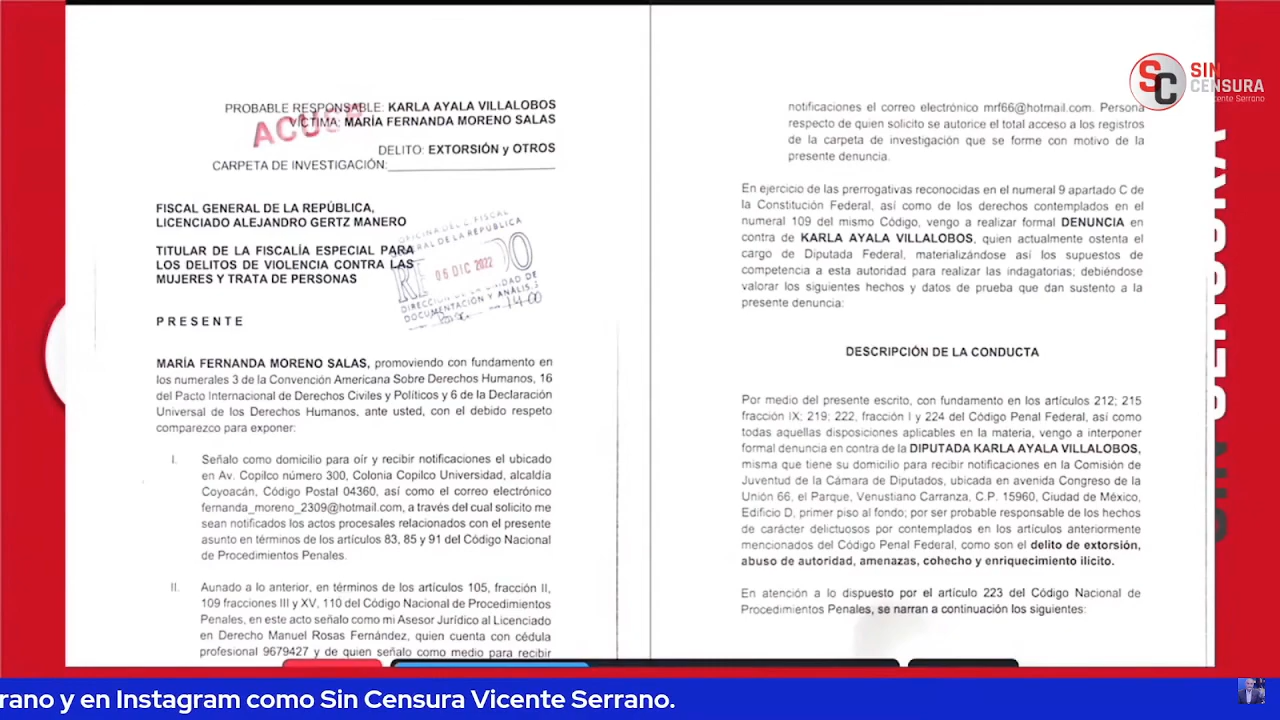 PROBABLE RESPONSABLE: KARLA AYALA VILLALOBOS
VÍCTIMA: MARÍA FERNANDA MORENO SALAS
DELITO: EXTORSIÓN y OTROS
CARPETA DE INVESTIGACIÓN:
FISCAL GENERAL DE LA REPÚBLICA,
LICENCIADO ALEJANDRO GERTZ MANERO
TITULAR DE LA FISCALÍA ESPECIAL PARA
LOS DELITOS DE VIOLENCIA CONTRA LAS
MUJERES Y TRATA DE PERSONAS
06 DIC 2022
DIRECCIÓN DE LA UNIDAD DE
DOCUMENTACIÓN Y ANÁLISIS
14:00
P R E S E N T E
MARÍA FERNANDA MORENO SALAS, promoviendo con fundamento en
los numerales 3 de la Convención Americana Sobre Derechos Humanos, 16
del Pacto Internacional de Derechos Civiles y Políticos y 6 de la Declaración
Universal de los Derechos Humanos, ante usted, con el debido respeto
comparezco para exponer:
I. Señalo como domicilio para oír y recibir notificaciones el ubicado
en Av. Copilco número 300, Colonia Copilco Universidad, alcaldía
Coyoacán, Código Postal 04360, así como el correo electrónico
fernanda_moreno_2309@hotmail.com, a través del cual solicito me
sean notificados los actos procesales relacionados con el presente
asunto en términos de los artículos 83, 85 y 91 del Código Nacional
de Procedimientos Penales.
II. Aunado a lo anterior, en términos de los artículos 105, fracción II,
109 fracciones III y XV, 110 del Código Nacional de Procedimientos
Penales, en este acto señalo como mi Asesor Jurídico al Licenciado
en Derecho Manuel Rosas Fernández, quien cuenta con cédula
profesional 9679427 y de quien señalo como medio para recibir
notificaciones el correo electrónico mrf66@hotmail.com. Persona
respecto de quien solicito se autorice el total acceso a los registros
de la carpeta de investigación que se forme con motivo de la
presente denuncia.
En ejercicio de las prerrogativas reconocidas en el numeral 9 apartado C de
la Constitución Federal, así como de los derechos contemplados en el
numeral 109 del mismo Código, vengo a realizar formal DENUNCIA en
contra de KARLA AYALA VILLALOBOS, quien actualmente ostenta el
cargo de Diputada Federal, materializándose así los supuestos de
competencia a esta autoridad para realizar las indagatorias; debiéndose
valorar los siguientes hechos y datos de prueba que dan sustento a la
presente denuncia:
DESCRIPCIÓN DE LA CONDUCTA
Por medio del presente escrito, con fundamento en los artículos 212; 215
fracción IX; 219; 222, fracción I y 224 del Código Penal Federal, así como
todas aquellas disposiciones aplicables en la materia, vengo a interponer
formal denuncia en contra de la DIPUTADA KARLA AYALA VILLALOBOS,
misma que tiene su domicilio para recibir notificaciones en la Comisión de
Juventud de la Cámara de Diputados, ubicada en avenida Congreso de la
Unión 66, el Parque, Venustiano Carranza, C.P. 15960, Ciudad de México,
Edificio D, primer piso al fondo; por ser probable responsable de los hechos
de carácter delictuoso por contemplados en los artículos anteriormente
mencionados del Código Penal Federal, como son el delito de extorsión,
abuso de autoridad, amenazas, cohecho y enriquecimiento ilícito.
En atención a lo dispuesto por el artículo 223 del Código Nacional de
Procedimientos Penales, se narran a continuación los siguientes:
SC SIN
CENSURA
Vicente Serrano
rano y en Instagram como Sin Censura Vicente Serrano.